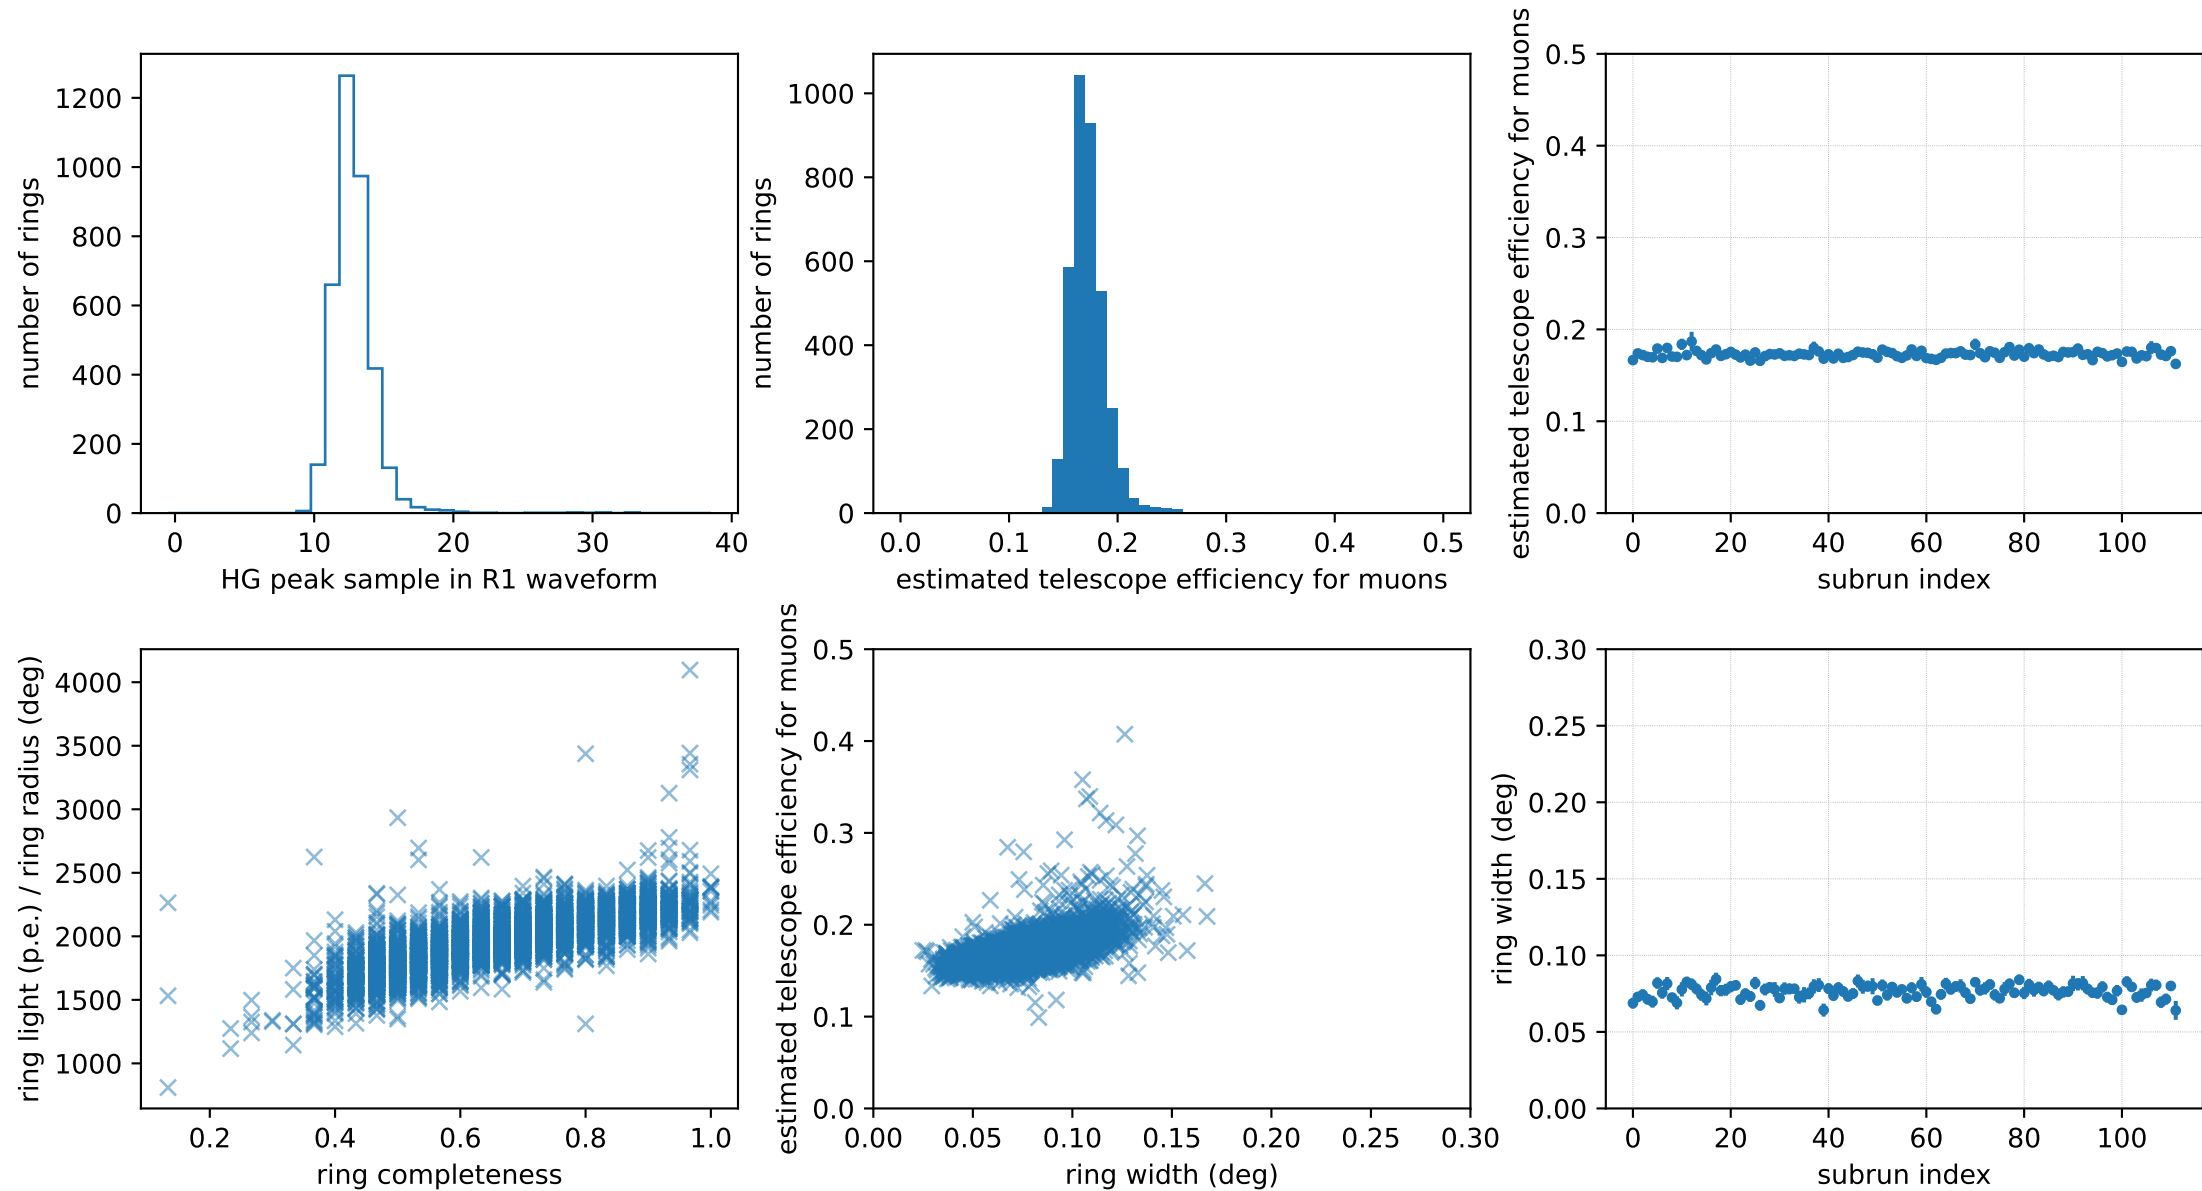 number of rings
1200
1000
800
600
400
200
0
0 10 20 30 40
HG peak sample in R1 waveform
number of rings
1000
800
600
400
200
0
0.0 0.1 0.2 0.3 0.4 0.5
estimated telescope efficiency for muons
estimated telescope efficiency for muons
0.5
0.4
0.3
0.2
0.1
0.0
0 20 40 60 80 100
subrun index
ring light (p.e.) / ring radius (deg)
4000
3500
3000
2500
2000
1500
1000
0.2 0.4 0.6 0.8 1.0
ring completeness
estimated telescope efficiency for muons
0.5
0.4
0.3
0.2
0.1
0.0
0.00 0.05 0.10 0.15 0.20 0.25 0.30
ring width (deg)
ring width (deg)
0.30
0.25
0.20
0.15
0.10
0.05
0.00
0 20 40 60 80 100
subrun index